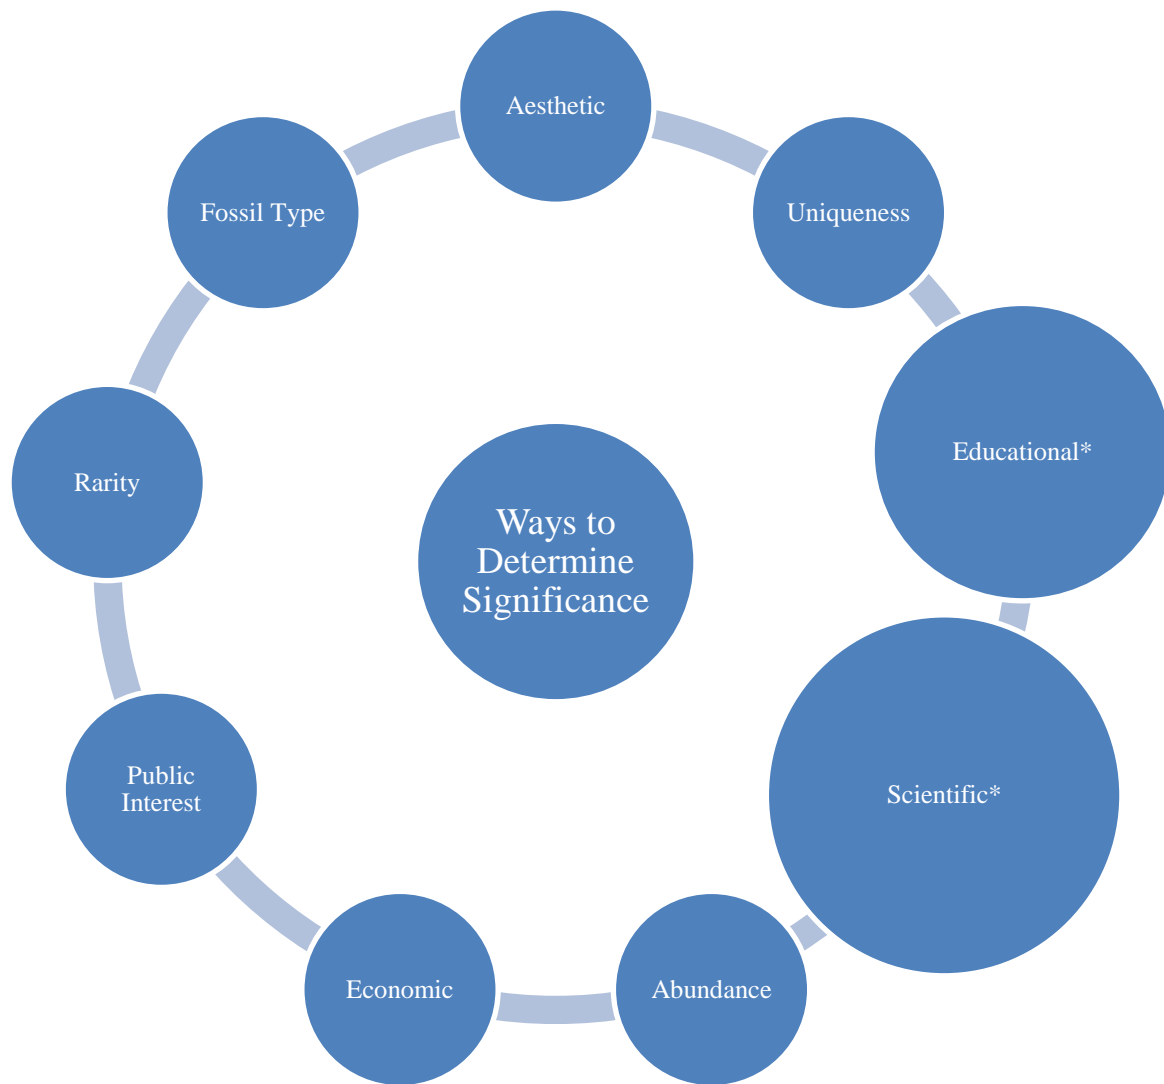 Aesthetic
Uniqueness
Educational*
Scientific*
Abundance
Economic
Public
Interest
Rarity
Fossil Type
Ways to
Determine
Significance